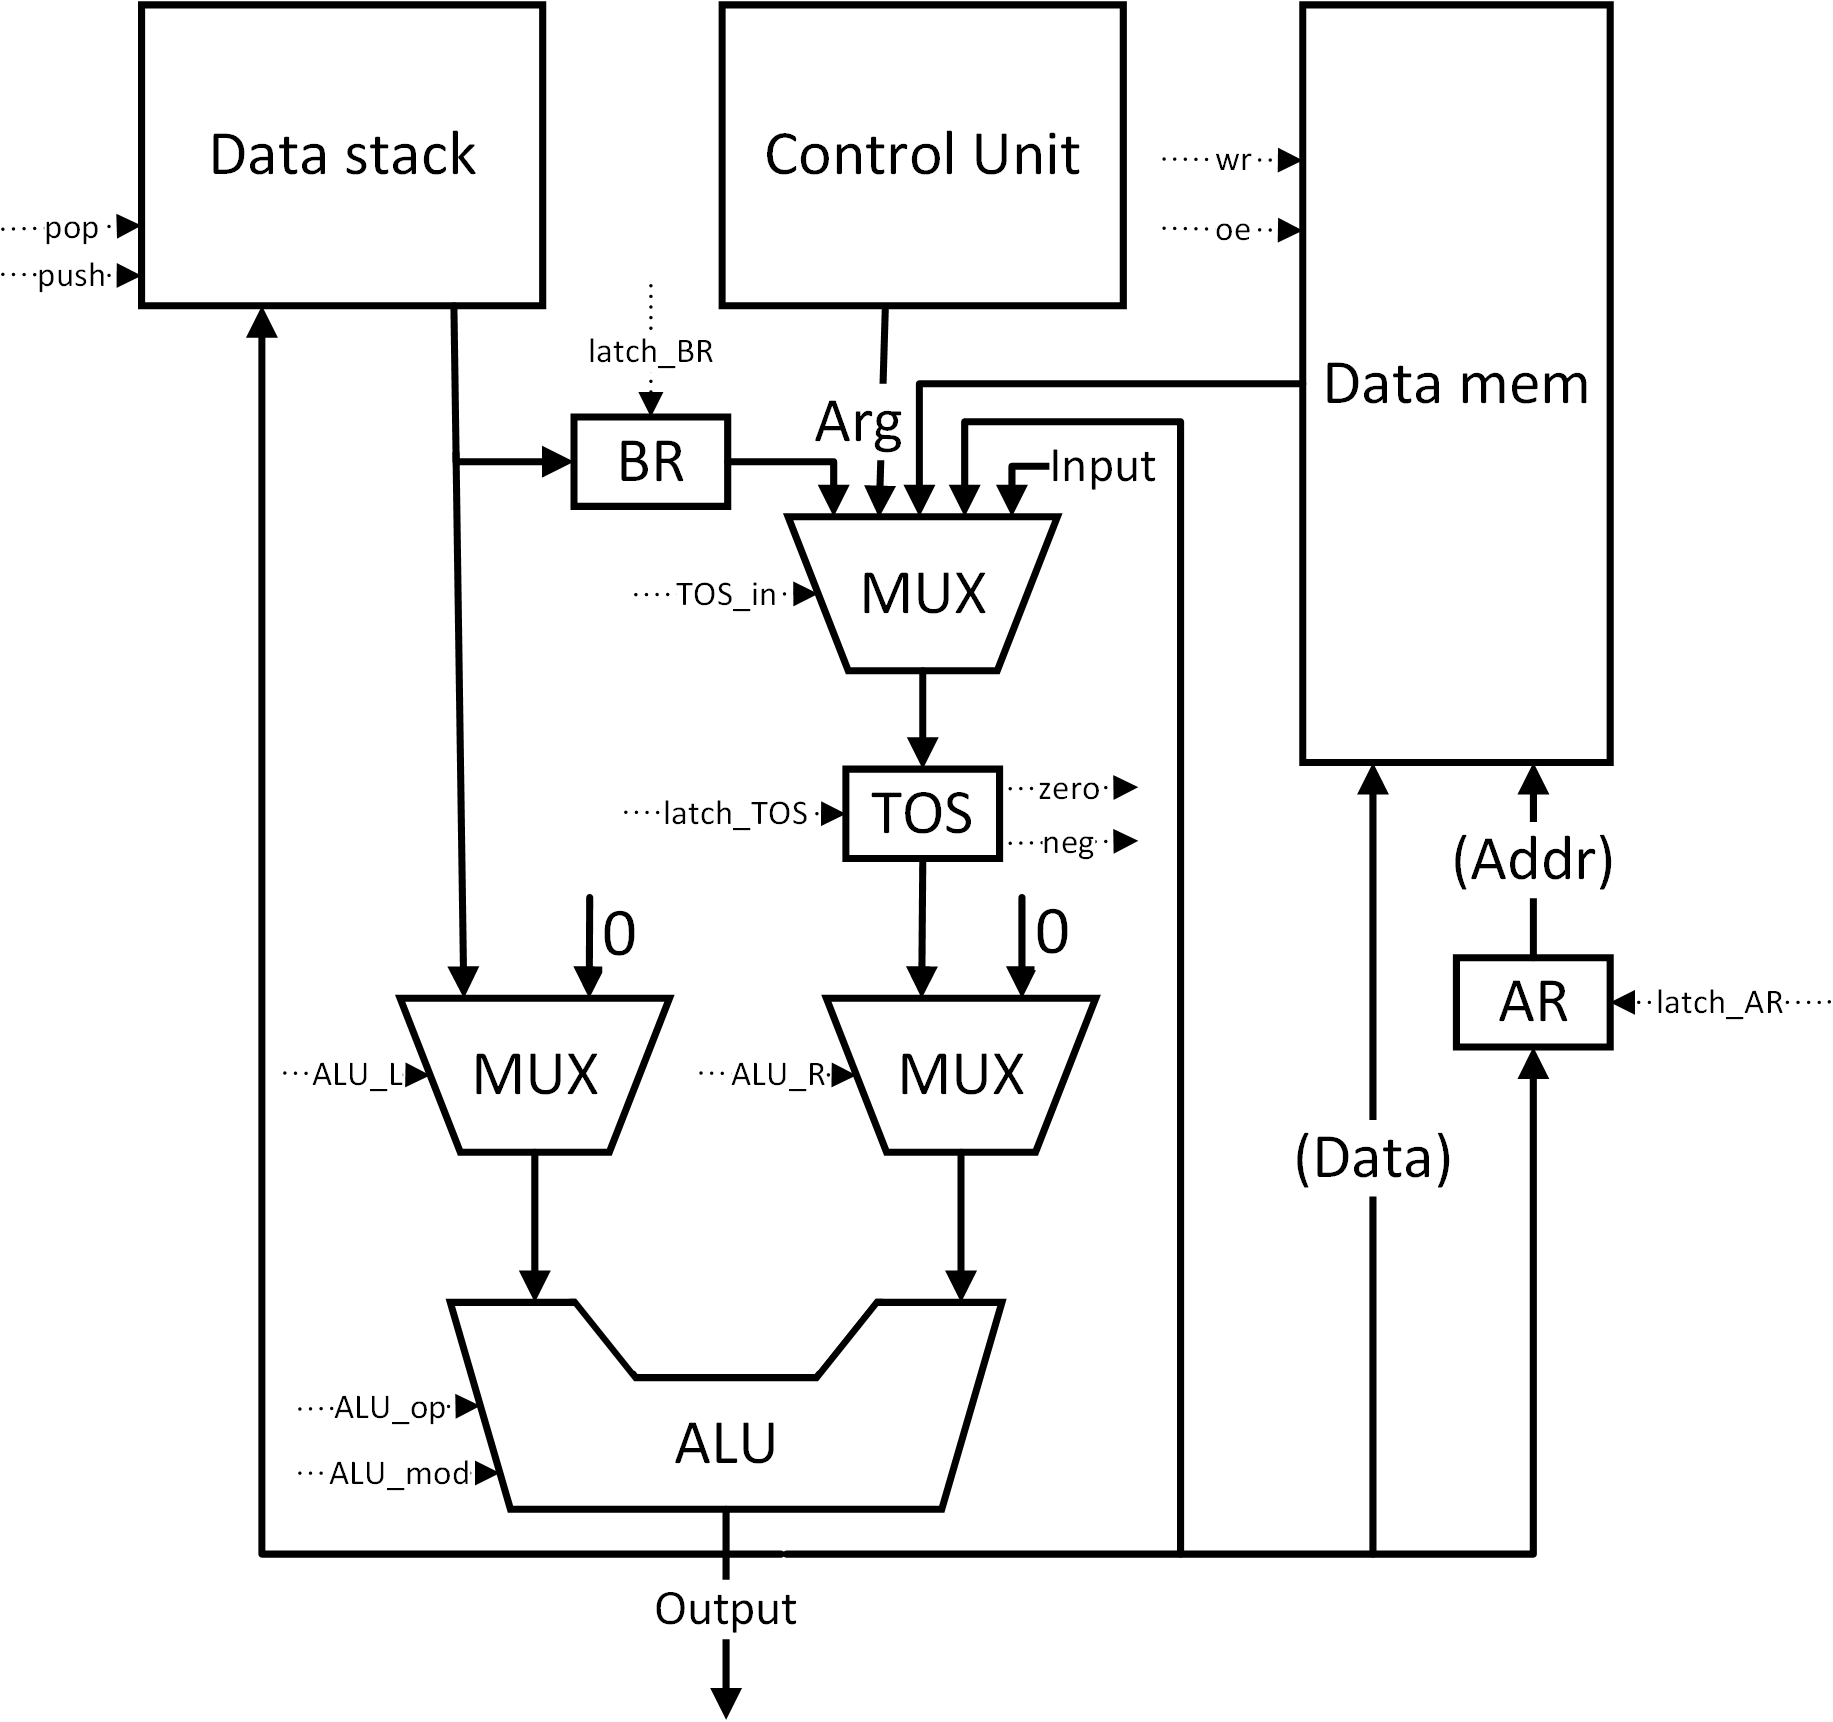 Data stack
Control Unit
wr
oe
pop
push
latch_BR
Data mem
Arg
BR
Input
TOS_in
MUX
latch_TOS
TOS
zero
neg
(Addr)
0
0
AR
latch_AR
ALU_L
MUX
ALU_R
MUX
(Data)
ALU_op
ALU
ALU_mod
Output